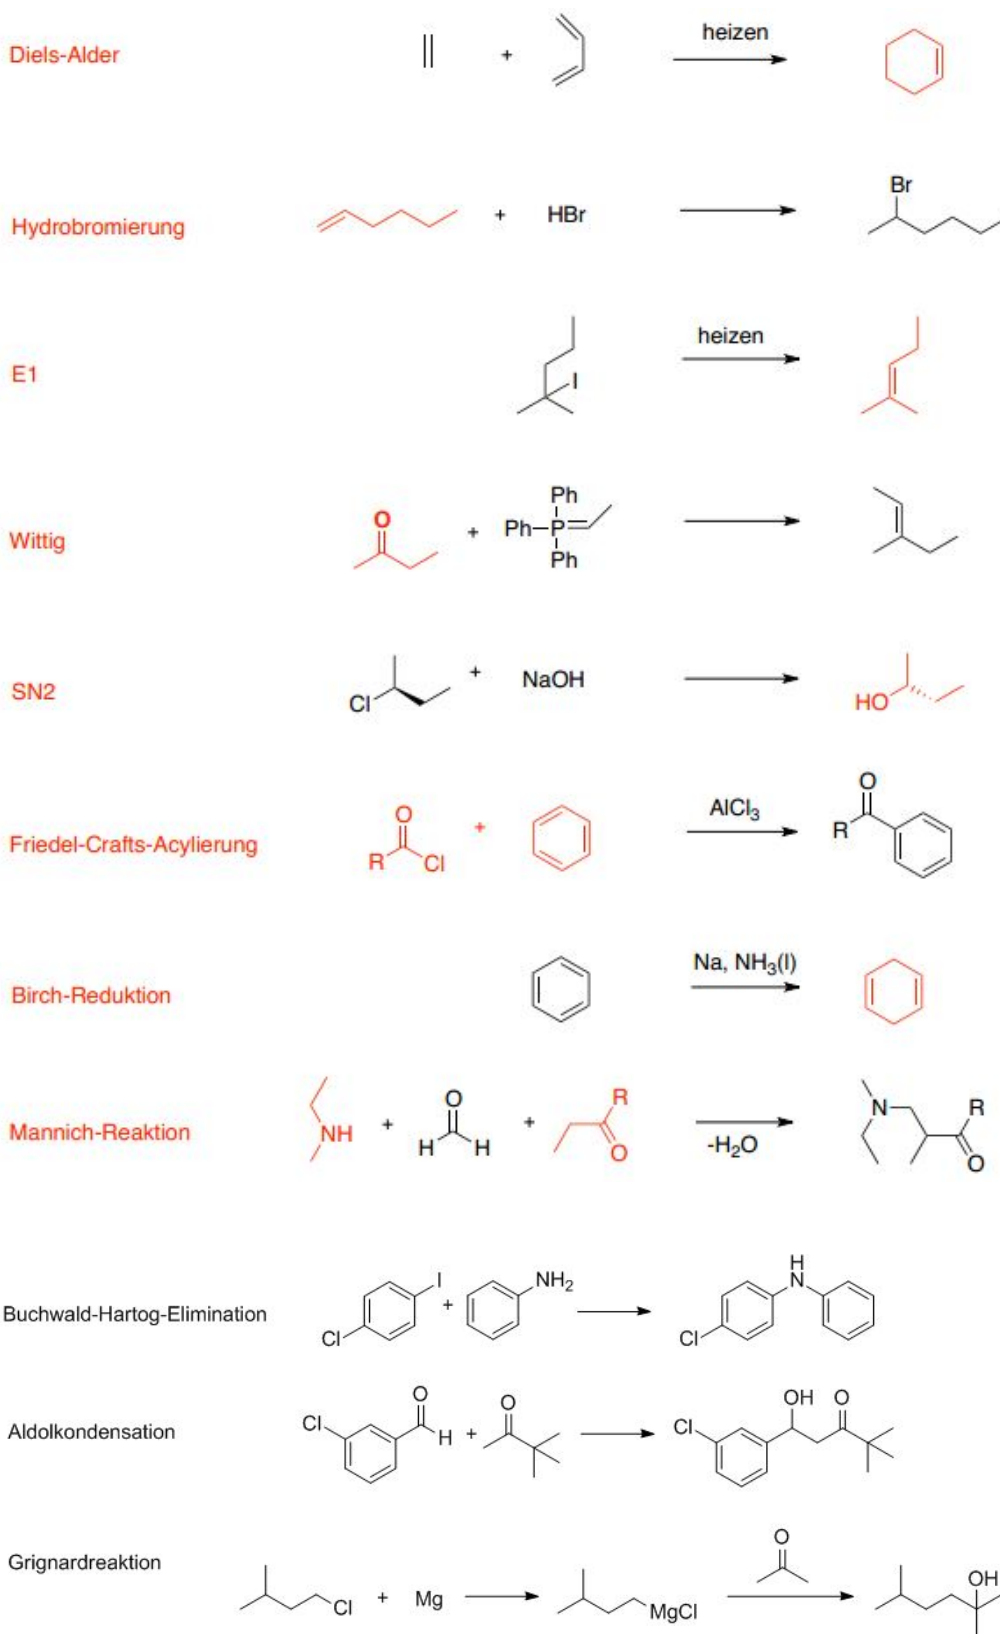 Diels-Alder + heizen
Hydrobromierung + HBr Br
E1 I heizen
Wittig O + Ph Ph P Ph Ph
SN2 Cl + NaOH HO
Friedel-Crafts-Acylierung R O Cl + AlCl3 R O
Birch-Reduktion Na, NH3(l)
Mannich-Reaktion NH + O H H + R O -H2O N R O
Buchwald-Hartog-Elimination Cl I + NH2 Cl H N
Aldolkondensation Cl O H + O Cl OH O
Grignardreaktion Cl + Mg MgCl O OH